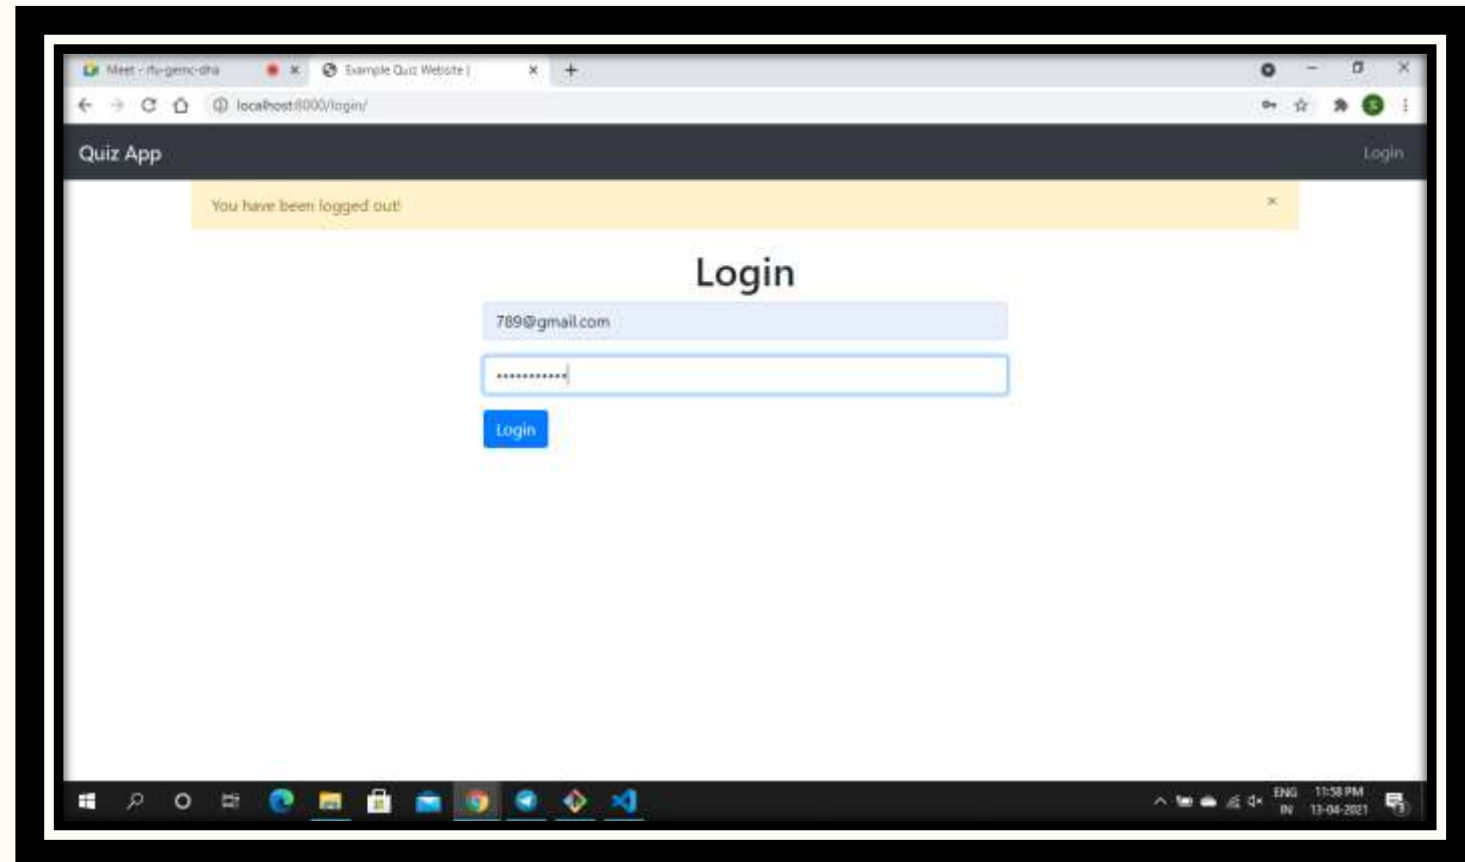 Meet - rfu-gemc-dha
Example Quiz Website |
localhost:8000/login/
S
Quiz App
Login
You have been logged out!
Login
789@gmail.com
•••••••••••
Login
ENG 11:58 PM
IN 13-04-2021
3